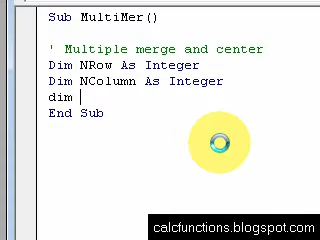 Sub MultiMer()
' Multiple merge and center
Dim NRow As Integer
Dim NColumn As Integer
dim
End Sub
calcfunctions.blogspot.com